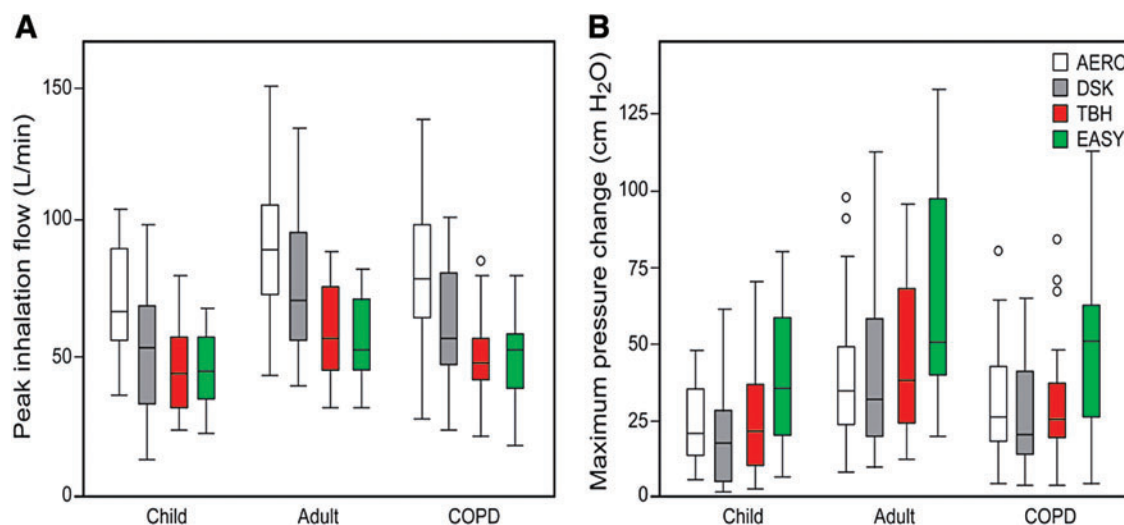 A
Peak inhalation flow (L/min)
150
100
50
0
Child
Adult
COPD
B
Maximum pressure change (cm H₂O)
125
100
75
50
25
0
Child
Adult
COPD
AERO
DSK
TBH
EASY